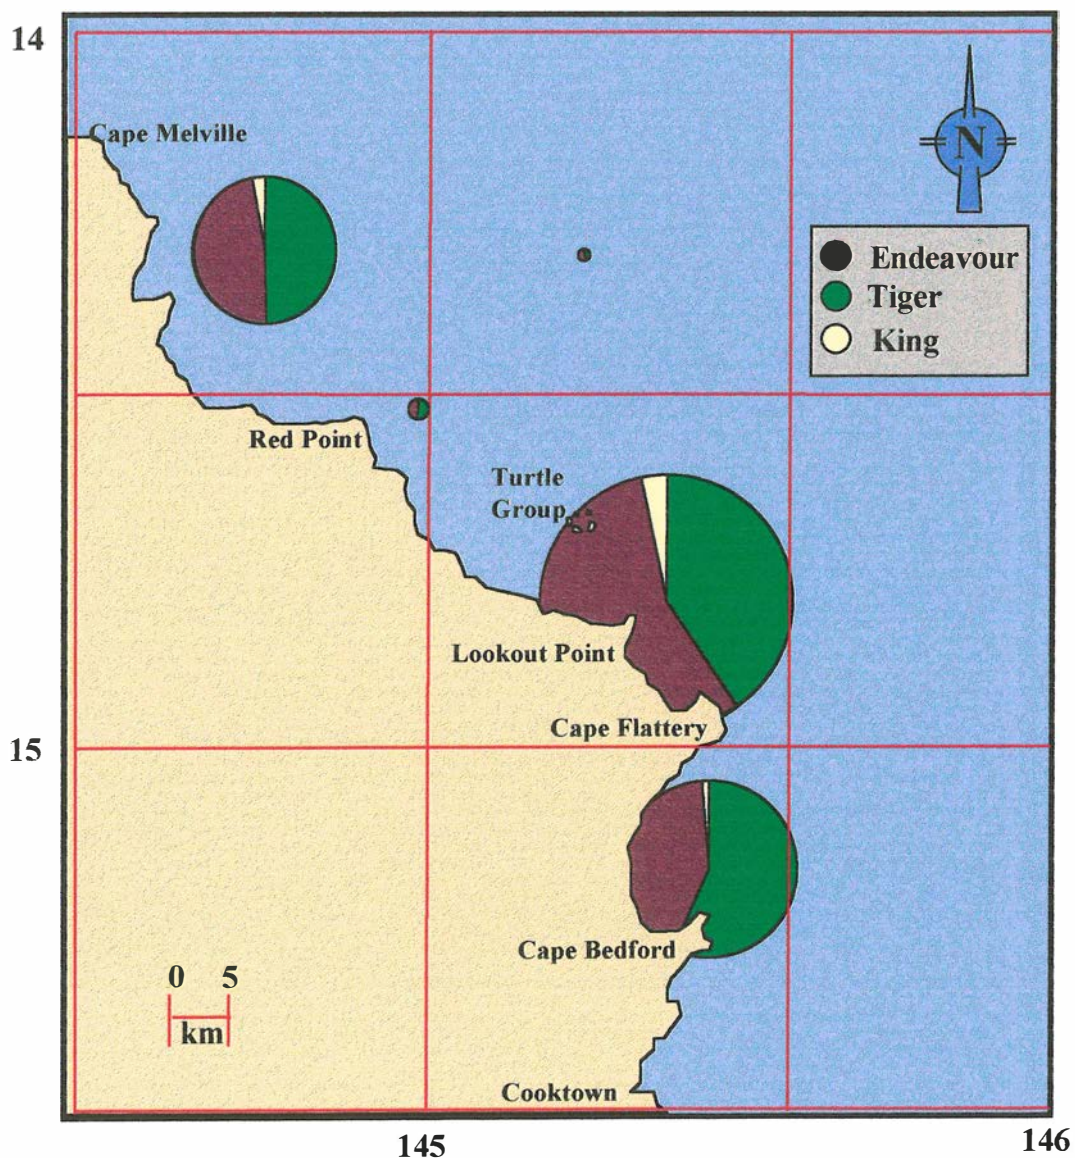 14
Cape Melville
N
Endeavour
Tiger
King
Red Point
Turtle
Group
Lookout Point
Cape Flattery
15
Cape Bedford
0 5
km
Cooktown
145
146